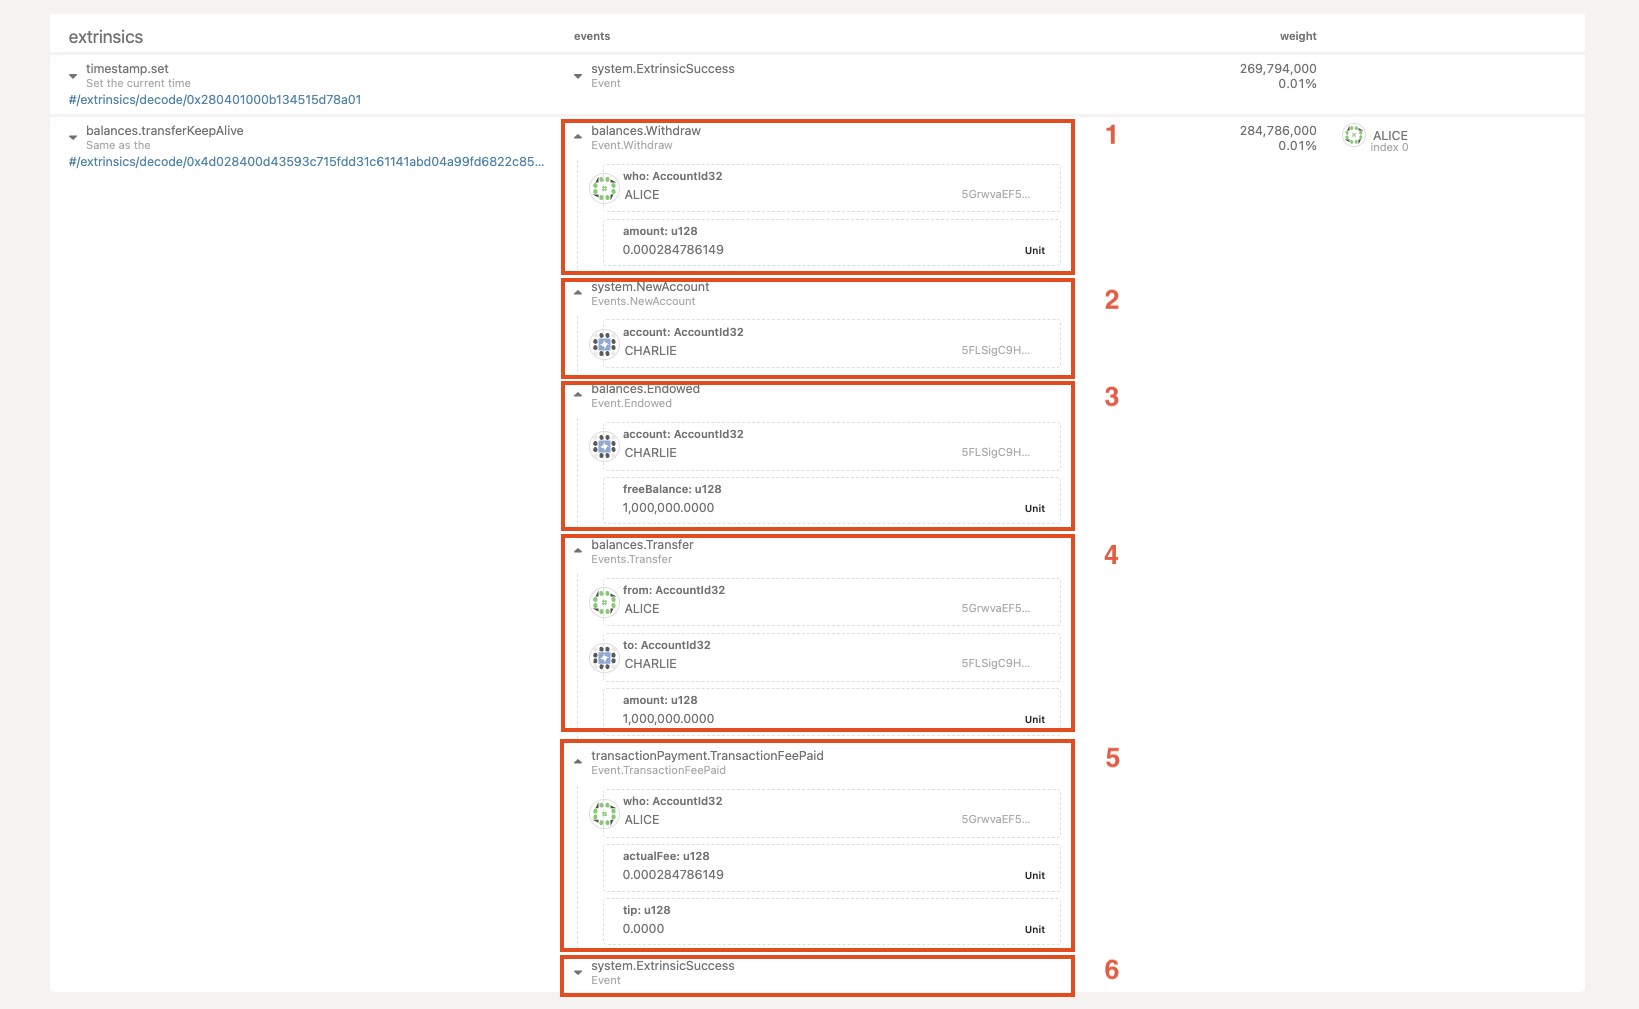 extrinsics events weight
timestamp.set
Set the current time
#/extrinsics/decode/0x280401000b134515d78a01
system.ExtrinsicSuccess
Event
269,794,000
0.01%
balances.transferKeepAlive
Same as the
#/extrinsics/decode/0x4d028400d43593c715fdd31c61141abd04a99fd6822c85...
balances.Withdraw
Event.Withdraw
1
284,786,000
0.01%
ALICE
index 0
who: AccountId32
ALICE 5GrwvaEF5...
amount: u128
0.000284786149 Unit
system.NewAccount
Events.NewAccount
2
account: AccountId32
CHARLIE 5FLSigC9H...
balances.Endowed
Event.Endowed
3
account: AccountId32
CHARLIE 5FLSigC9H...
freeBalance: u128
1,000,000.0000 Unit
balances.Transfer
Events.Transfer
4
from: AccountId32
ALICE 5GrwvaEF5...
to: AccountId32
CHARLIE 5FLSigC9H...
amount: u128
1,000,000.0000 Unit
transactionPayment.TransactionFeePaid
Event.TransactionFeePaid
5
who: AccountId32
ALICE 5GrwvaEF5...
actualFee: u128
0.000284786149 Unit
tip: u128
0.0000 Unit
system.ExtrinsicSuccess
Event
6